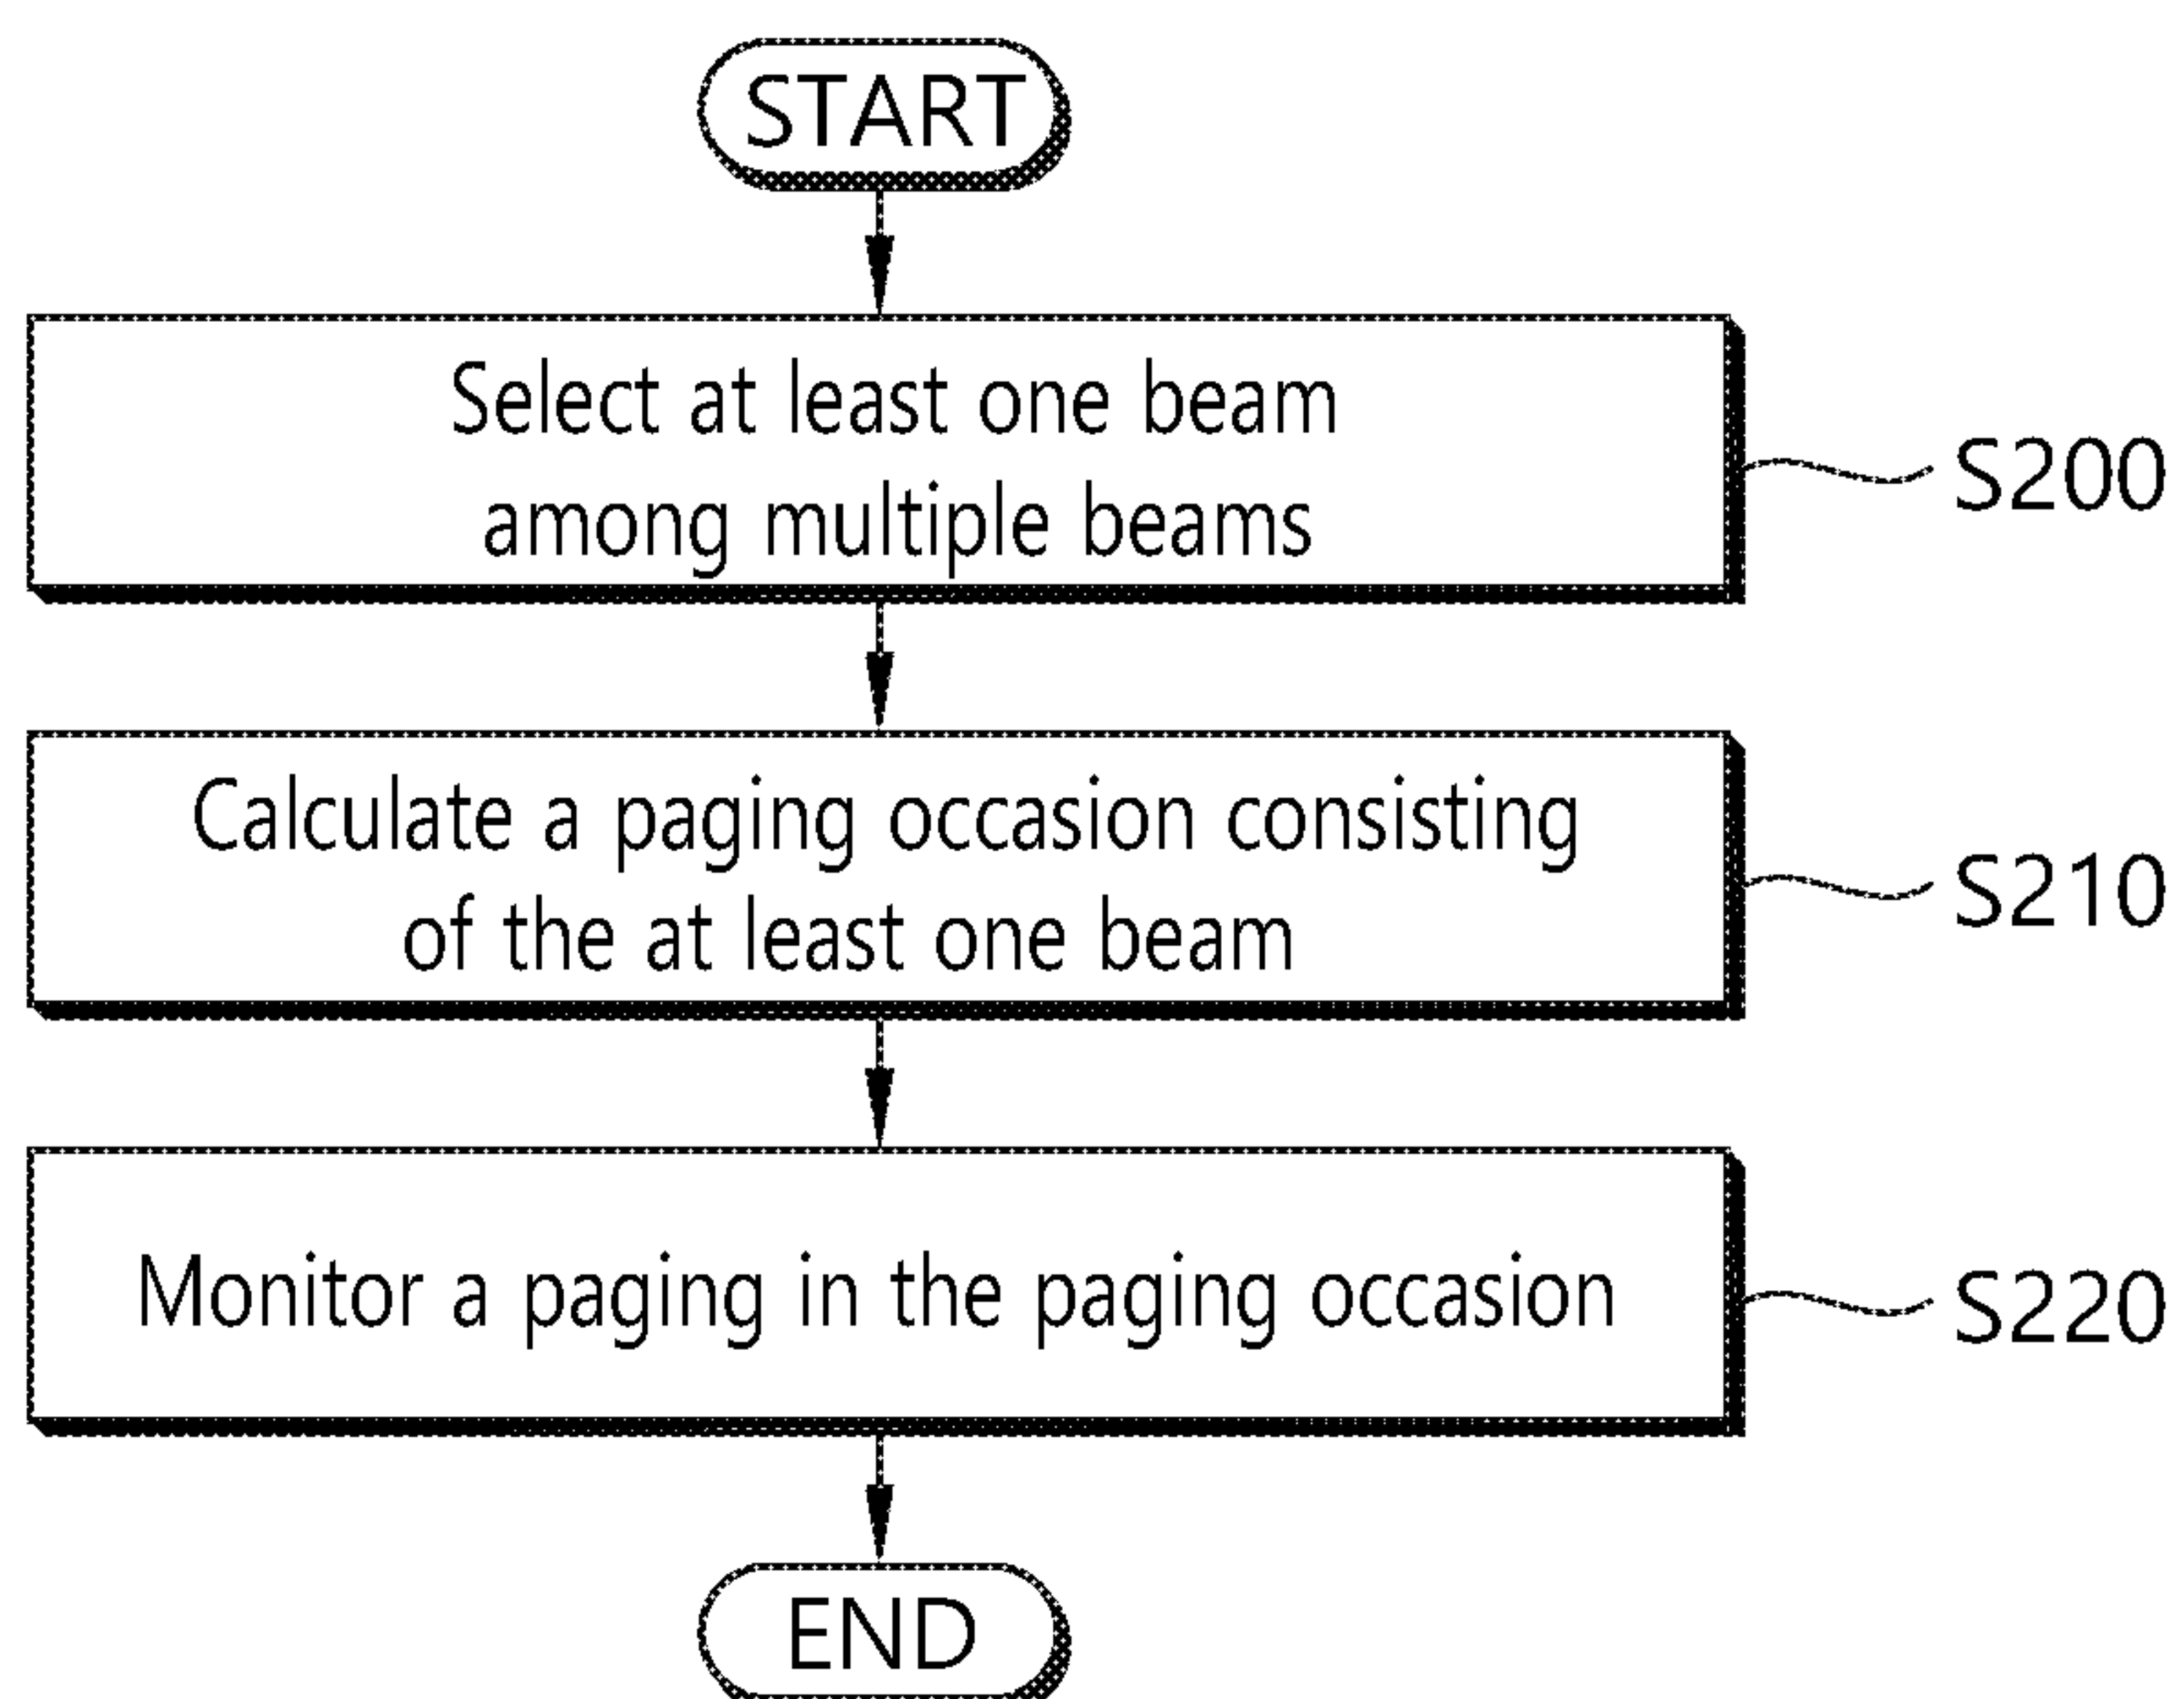 START
Select at least one beam
among multiple beams
S200
Calculate a paging occasion consisting
of the at least one beam
S210
Monitor a paging in the paging occasion
S220
END